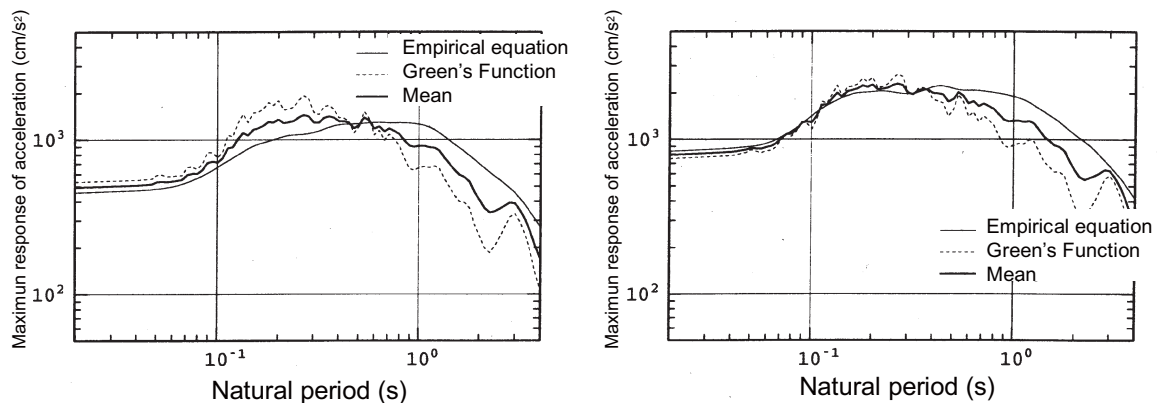 Maximun response of acceleration (cm/s²)
10³
10²
10⁻¹
10⁰
Natural period (s)
Empirical equation
Green's Function
Mean
Maximun response of acceleration (cm/s²)
10³
10²
10⁻¹
10⁰
Natural period (s)
Empirical equation
Green's Function
Mean